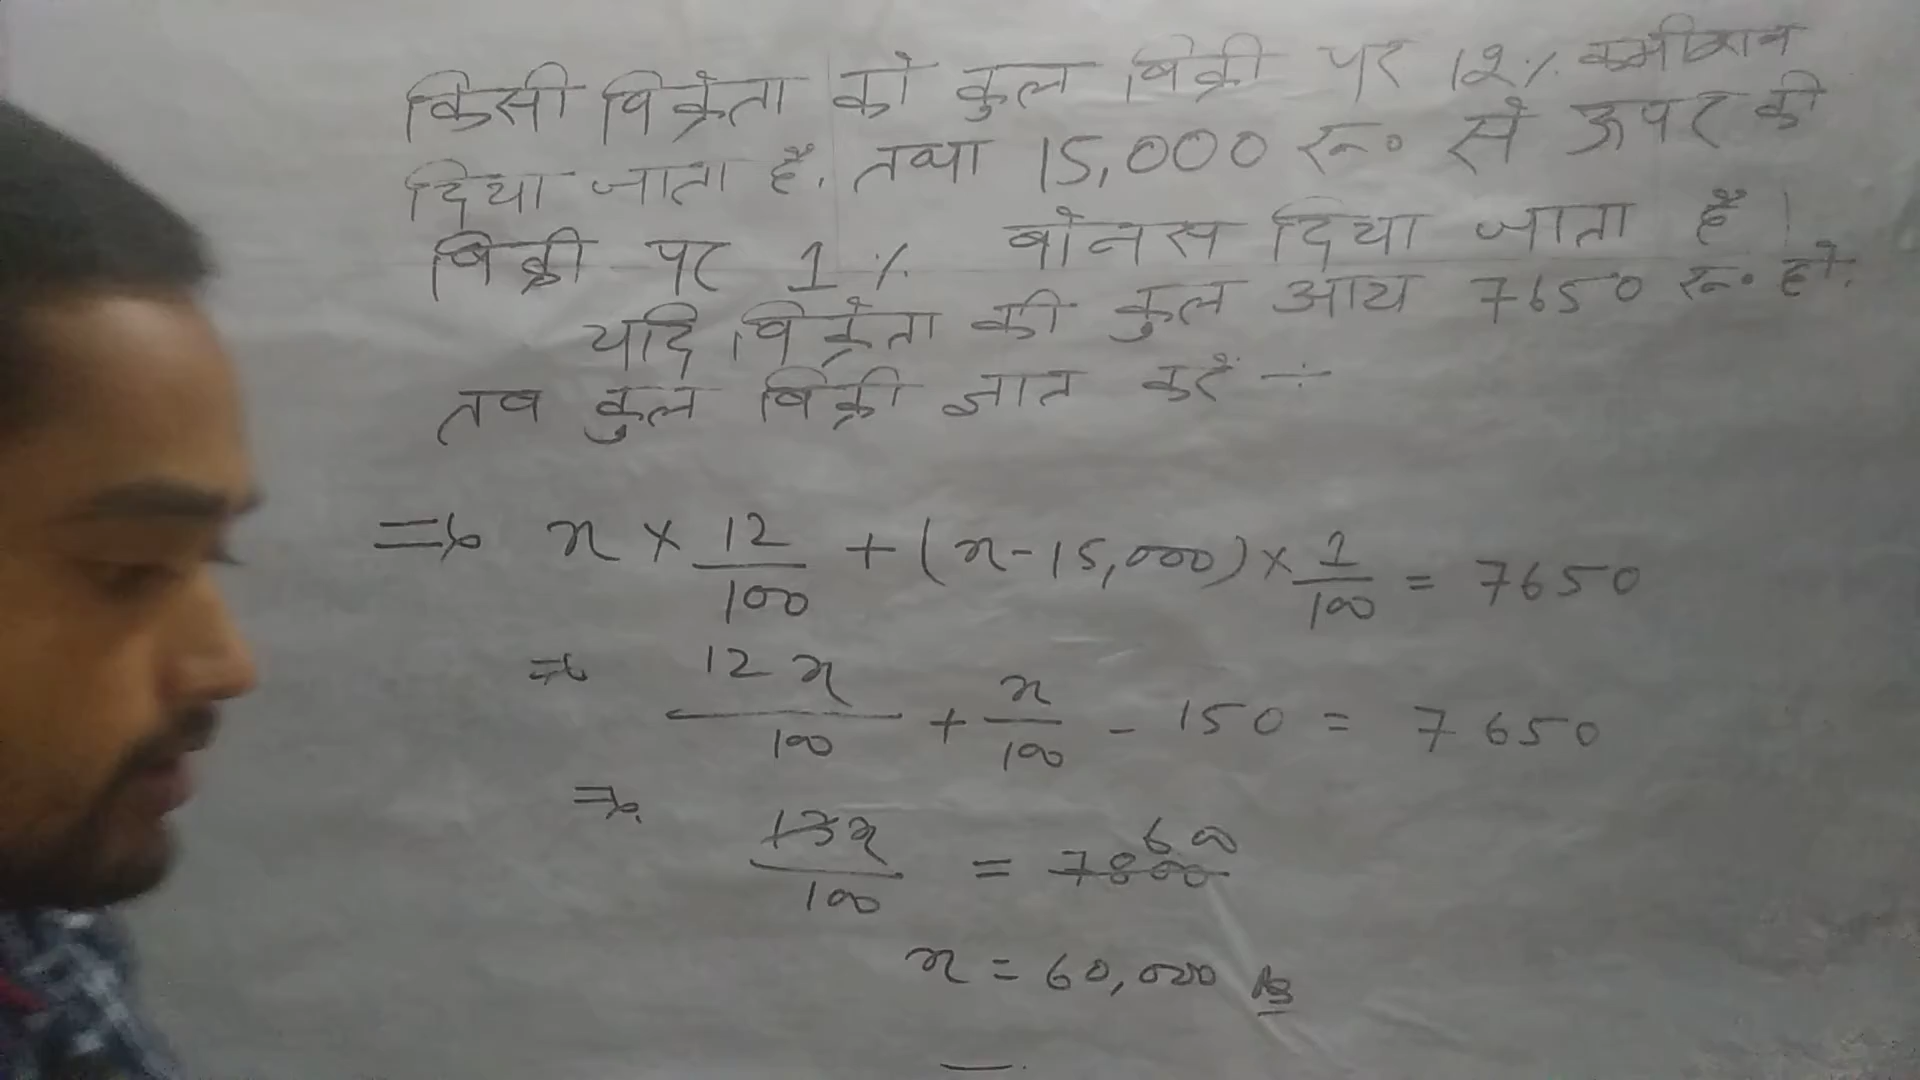 किसी विक्रेता को कुल बिक्री पर 12% कमीशन
दिया जाता है, तथा 15,000 रू० से ऊपर की
बिक्री पर 1% बोनस दिया जाता है।
यदि विक्रेता की कुल आय 7650 रू० हो.
तब कुल बिक्री ज्ञात करें ÷
⇒ x × 12/100 + (x - 15,000) × 1/100 = 7650
⇒ 12x/100 + x/100 - 150 = 7650
⇒ 13x/100 = 7800 600
x = 60,000 Rs